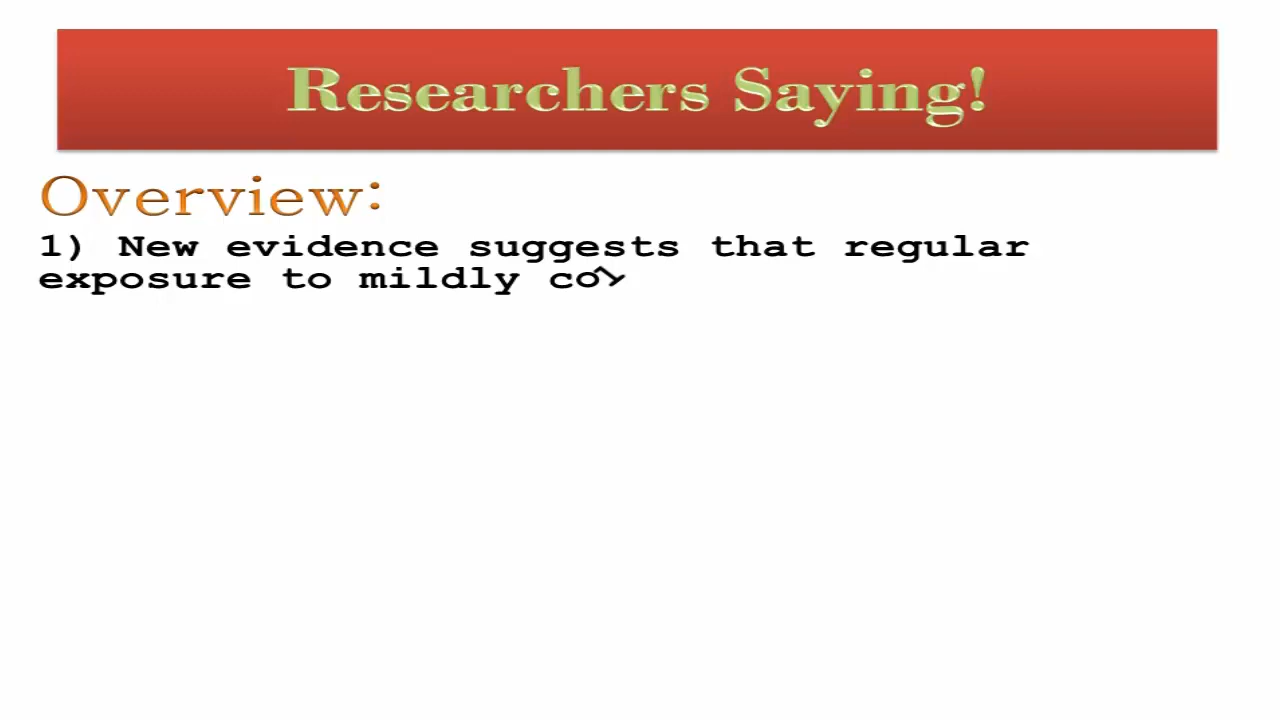 Researchers Saying!
Overview:
1) New evidence suggests that regular
exposure to mildly